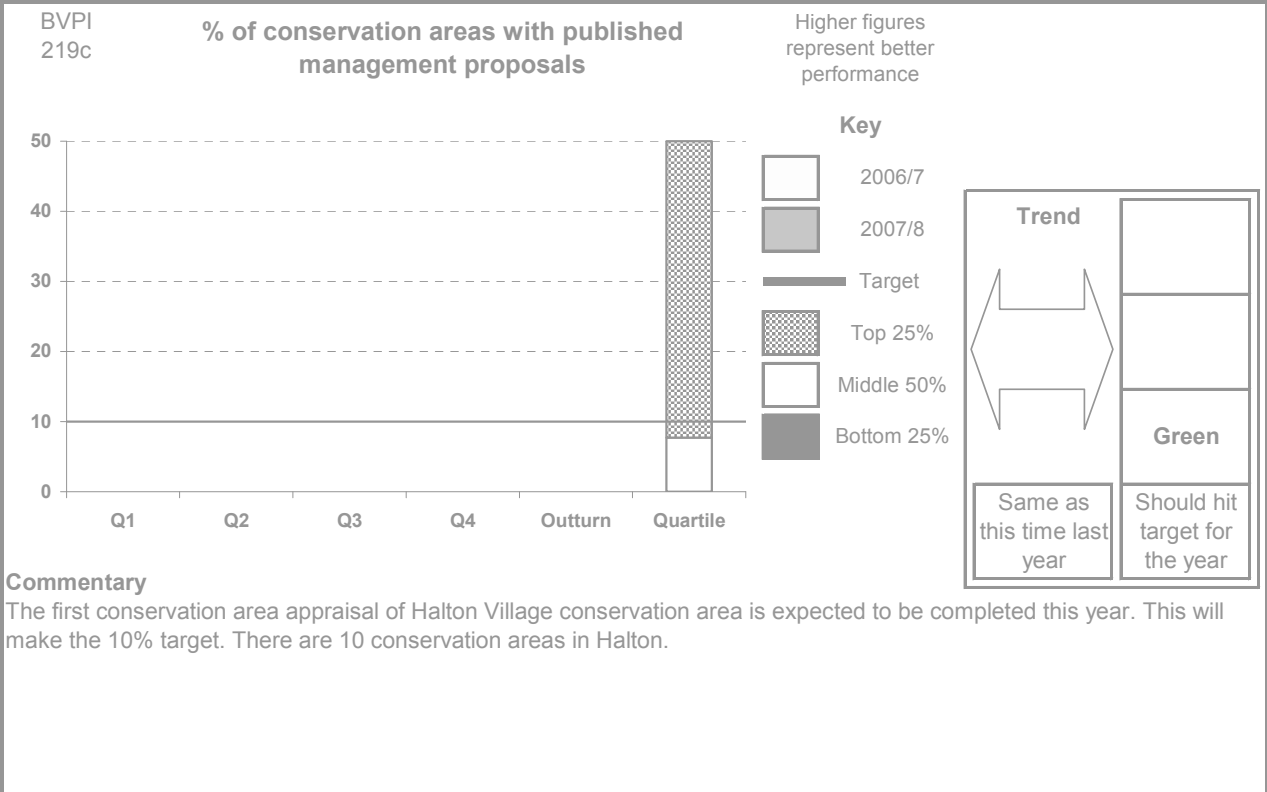 BVPI
219c
% of conservation areas with published
management proposals
Higher figures
represent better
performance
Key
2006/7
2007/8
Target
Top 25%
Middle 50%
Bottom 25%
50
40
30
20
10
0
Q1 Q2 Q3 Q4 Outturn Quartile
Trend
Green
Same as
this time last
year
Should hit
target for
the year
Commentary
The first conservation area appraisal of Halton Village conservation area is expected to be completed this year. This will
make the 10% target. There are 10 conservation areas in Halton.